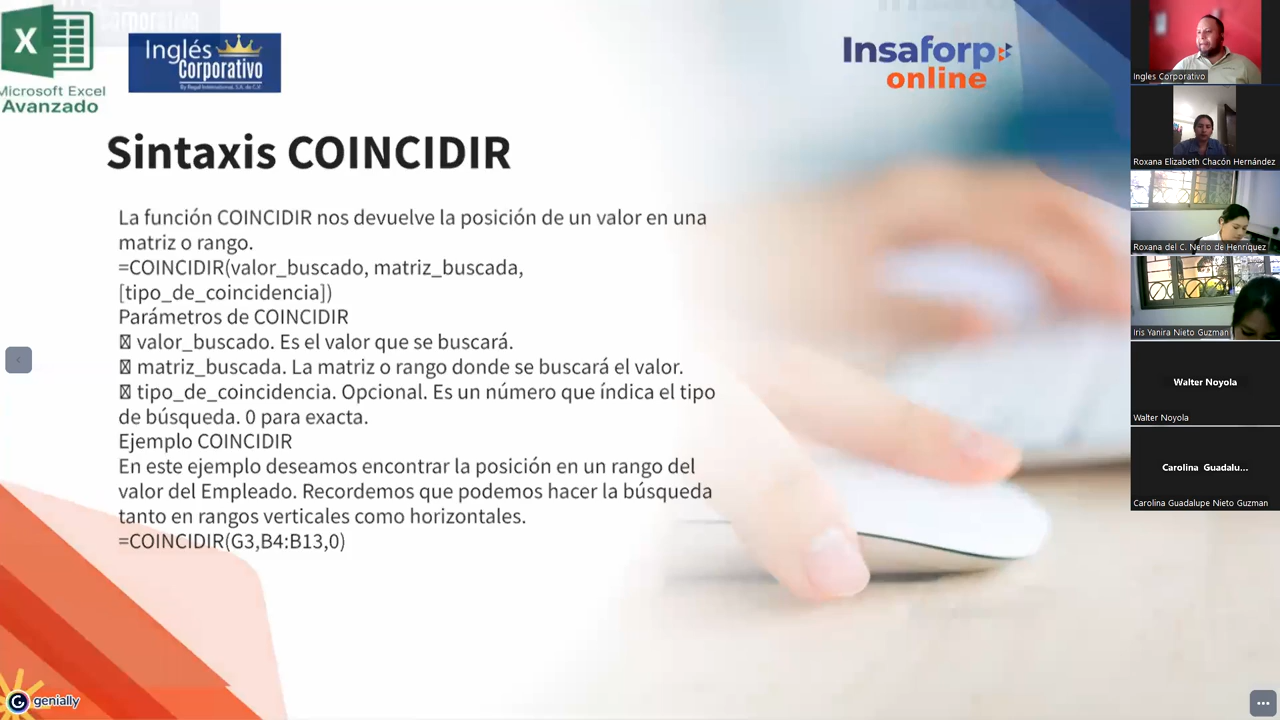 Microsoft Excel
Avanzado
Inglés
Corporativo
Insaforp
online
Sintaxis COINCIDIR
La función COINCIDIR nos devuelve la posición de un valor en una
matriz o rango.
=COINCIDIR(valor_buscado, matriz_buscada,
[tipo_de_coincidencia])
Parámetros de COINCIDIR
valor_buscado. Es el valor que se buscará.
matriz_buscada. La matriz o rango donde se buscará el valor.
tipo_de_coincidencia. Opcional. Es un número que índica el tipo
de búsqueda. 0 para exacta.
Ejemplo COINCIDIR
En este ejemplo deseamos encontrar la posición en un rango del
valor del Empleado. Recordemos que podemos hacer la búsqueda
tanto en rangos verticales como horizontales.
=COINCIDIR(G3,B4:B13,0)
genially
Ingles Corporativo
Roxana Elizabeth Chacón Hernández
Roxana del C. Nerio de Henriquez
Iris Yanira Nieto Guzman
Walter Noyola
Walter Noyola
Carolina Guadalu...
Carolina Guadalupe Nieto Guzman